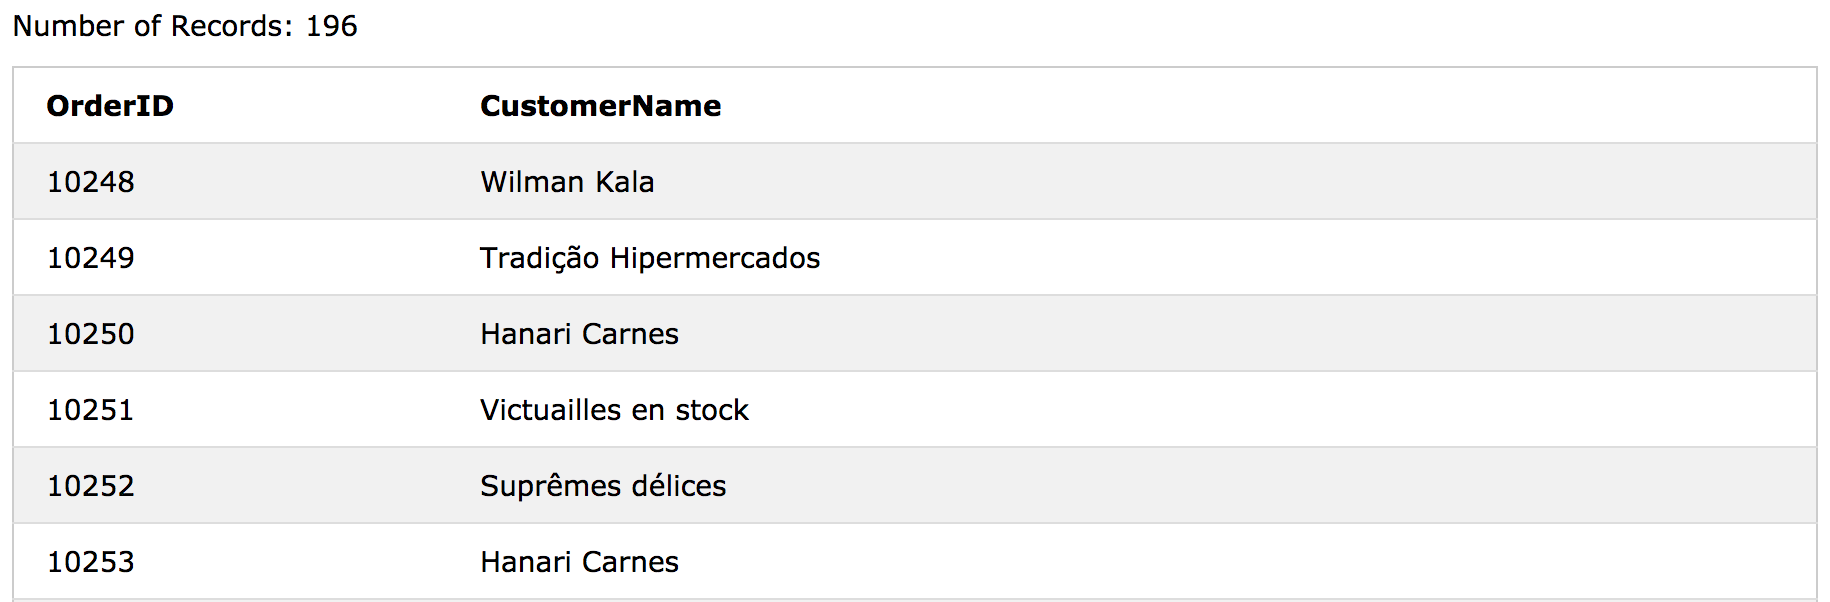 Number of Records: 196
OrderID CustomerName
10248 Wilman Kala
10249 Tradição Hipermercados
10250 Hanari Carnes
10251 Victuailles en stock
10252 Suprêmes délices
10253 Hanari Carnes